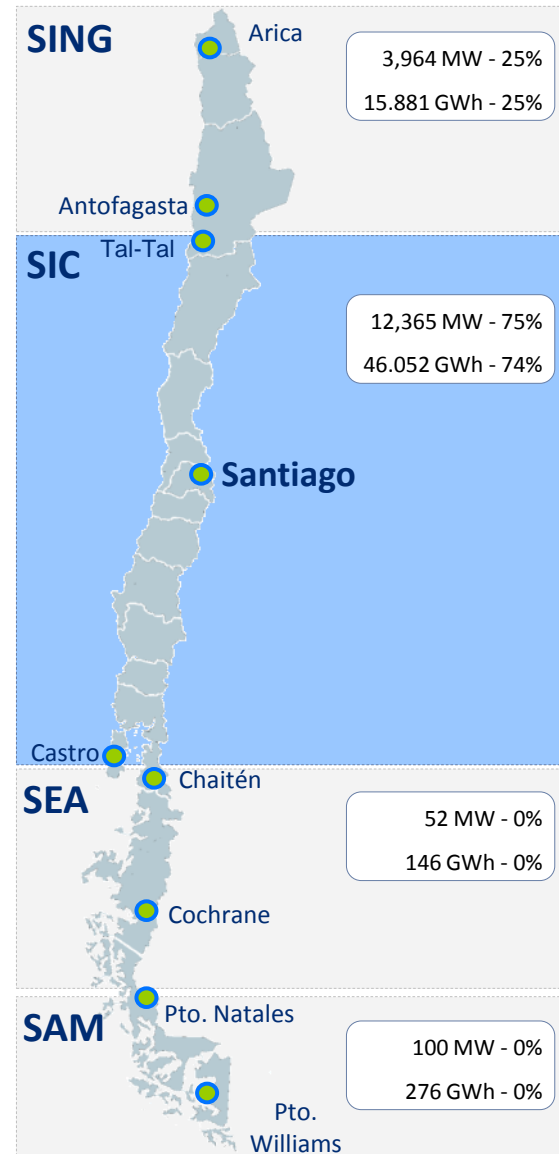 SING
Arica
3,964 MW - 25%
15.881 GWh - 25%
Antofagasta
Tal-Tal
SIC
12,365 MW - 75%
46.052 GWh - 74%
Santiago
Castro
Chaitén
SEA
52 MW - 0%
146 GWh - 0%
Cochrane
Pto. Natales
SAM
100 MW - 0%
276 GWh - 0%
Pto.
Williams